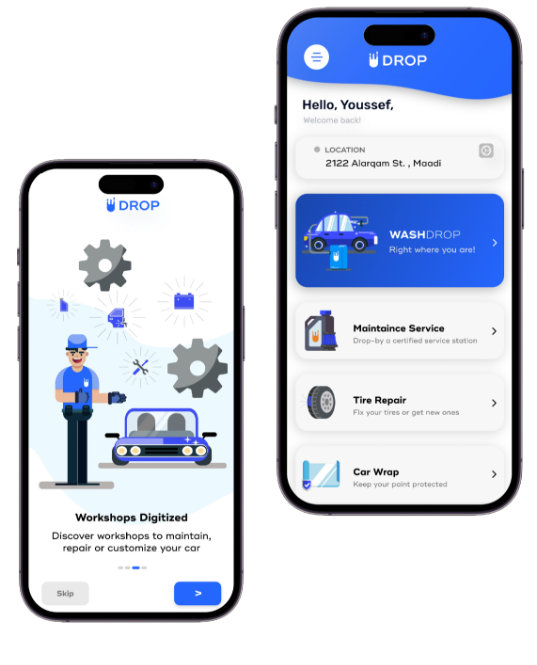 DROP
Workshops Digitized
Discover workshops to maintain,
repair or customize your car
Skip
>
DROP
Hello, Youssef,
Welcome back!
LOCATION
2122 Alarqam St. , Maadi
WASHDROP
Right where you are!
Maintaince Service
Drop-by a certified service station
Tire Repair
Fix your tires or get new ones
Car Wrap
Keep your paint protected